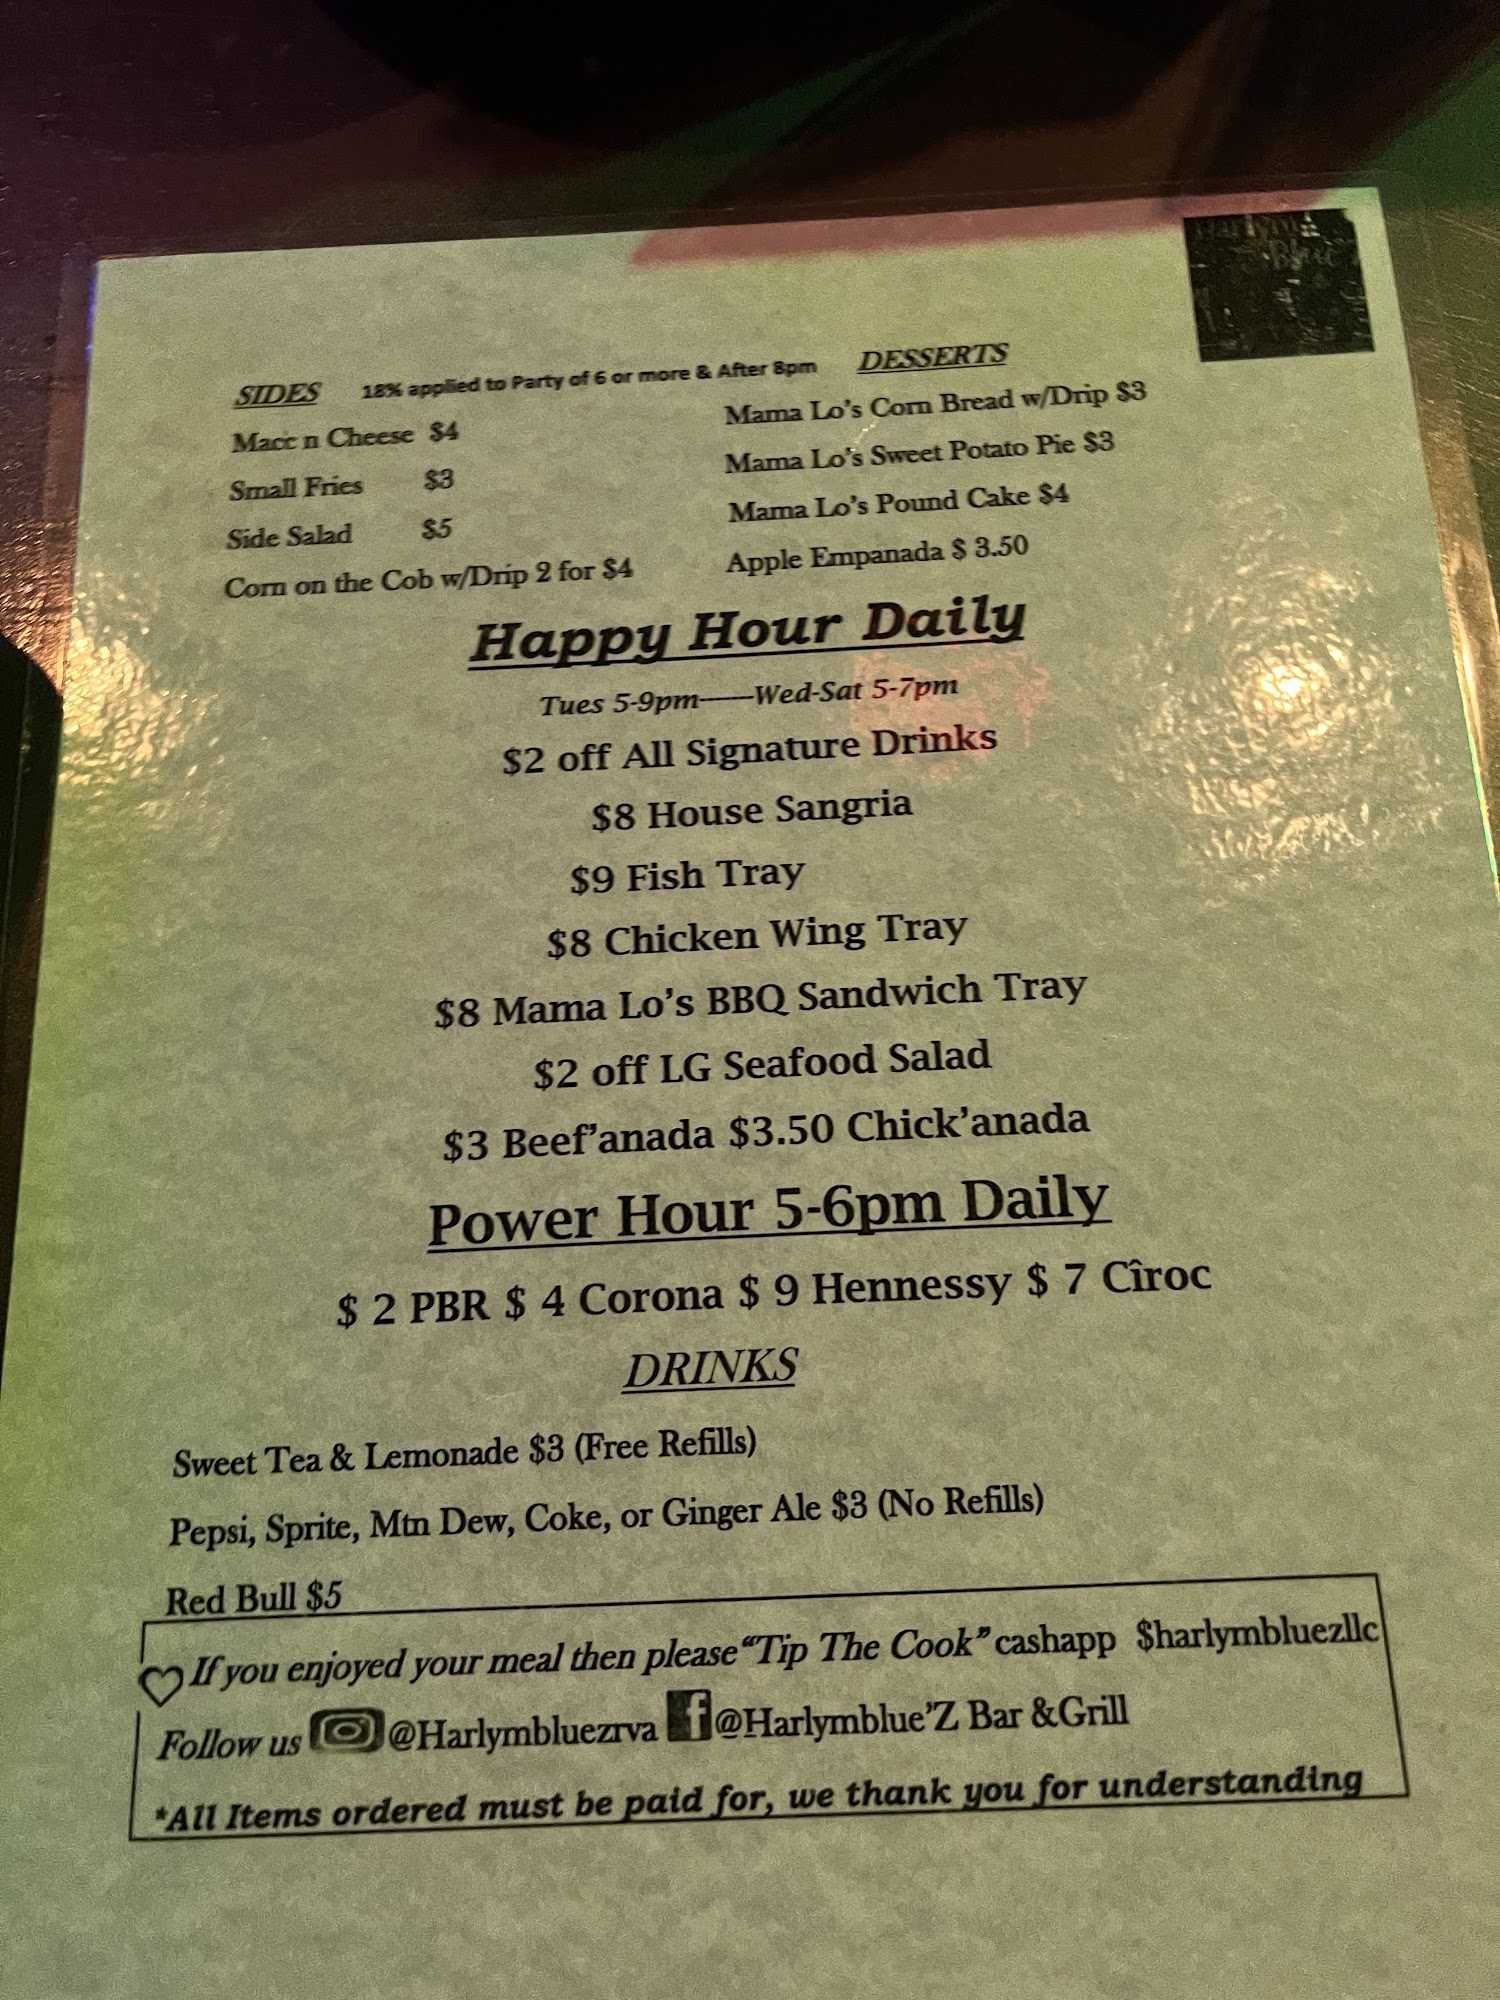 Blue
SIDES 18% applied to Party of 6 or more & After 8pm DESSERTS
Macc n Cheese $4
Small Fries $3
Side Salad $5
Corn on the Cob w/Drip 2 for $4
Mama Lo's Corn Bread w/Drip $3
Mama Lo's Sweet Potato Pie $3
Mama Lo's Pound Cake $4
Apple Empanada $ 3.50
Happy Hour Daily
Tues 5-9pm——Wed-Sat 5-7pm
$2 off All Signature Drinks
$8 House Sangria
$9 Fish Tray
$8 Chicken Wing Tray
$8 Mama Lo's BBQ Sandwich Tray
$2 off LG Seafood Salad
$3 Beef'anada $3.50 Chick'anada
Power Hour 5-6pm Daily
$ 2 PBR $ 4 Corona $ 9 Hennessy $ 7 Cîroc
DRINKS
Sweet Tea & Lemonade $3 (Free Refills)
Pepsi, Sprite, Mtn Dew, Coke, or Ginger Ale $3 (No Refills)
Red Bull $5
If you enjoyed your meal then please "Tip The Cook" cashapp $harlymbluezllc
Follow us @Harlymbluezrva f @Harlymblue'Z Bar &Grill
*All Items ordered must be paid for, we thank you for understanding